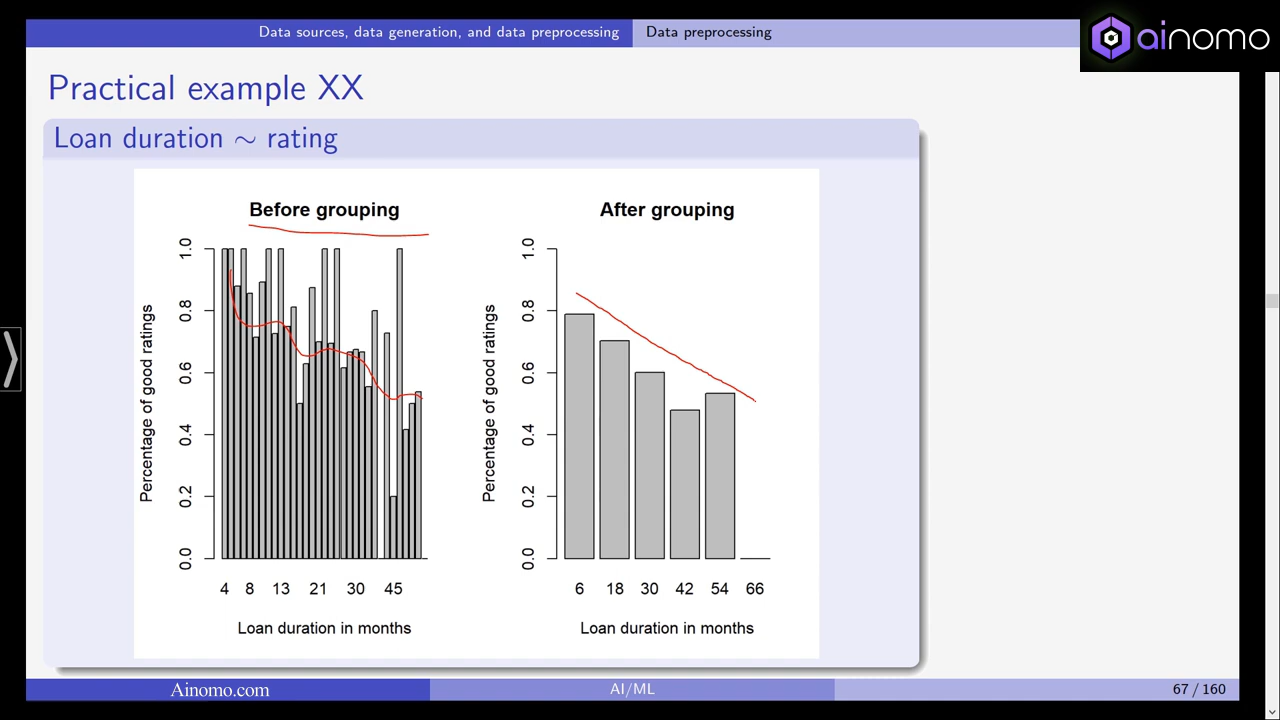 Data sources, data generation, and data preprocessing Data preprocessing
ainomo
Practical example XX
Loan duration ∼ rating
Before grouping
Percentage of good ratings
1.0
0.8
0.6
0.4
0.2
0.0
4 8 13 21 30 45
Loan duration in months
After grouping
Percentage of good ratings
1.0
0.8
0.6
0.4
0.2
0.0
6 18 30 42 54 66
Loan duration in months
Ainomo.com AI/ML 67 / 160